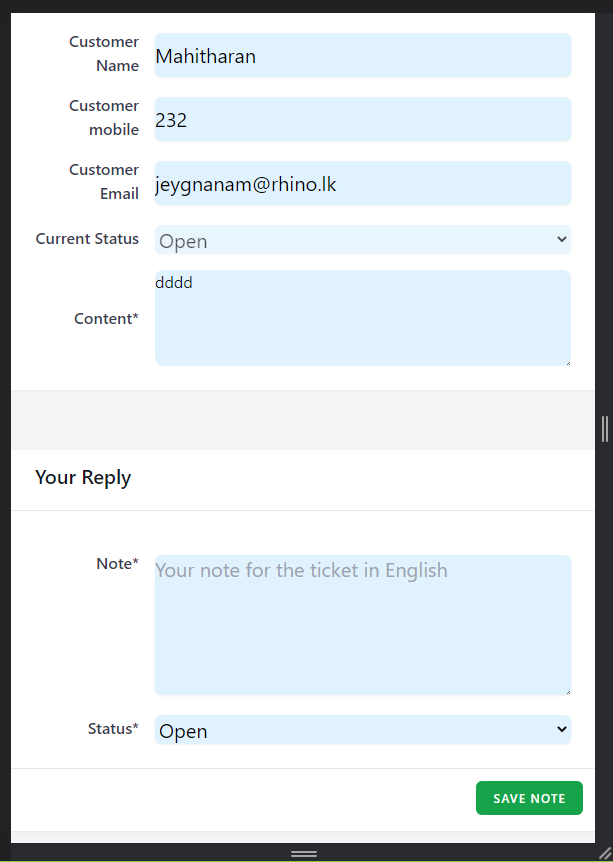 Customer
Name
Mahitharan
Customer
mobile
232
Customer
Email
jeygnanam@rhino.lk
Current Status
Open
Content*
dddd
Your Reply
Note*
Your note for the ticket in English
Status*
Open
SAVE NOTE